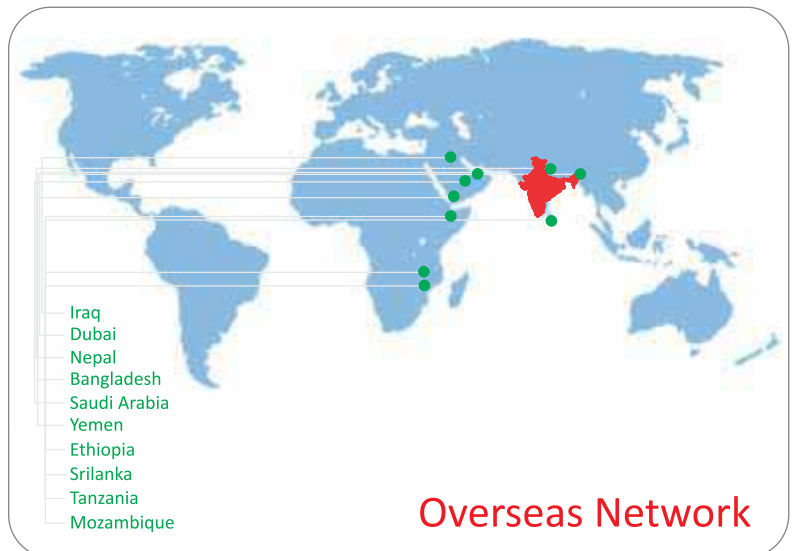 Iraq
Dubai
Nepal
Bangladesh
Saudi Arabia
Yemen
Ethiopia
Srilanka
Tanzania
Mozambique
Overseas Network